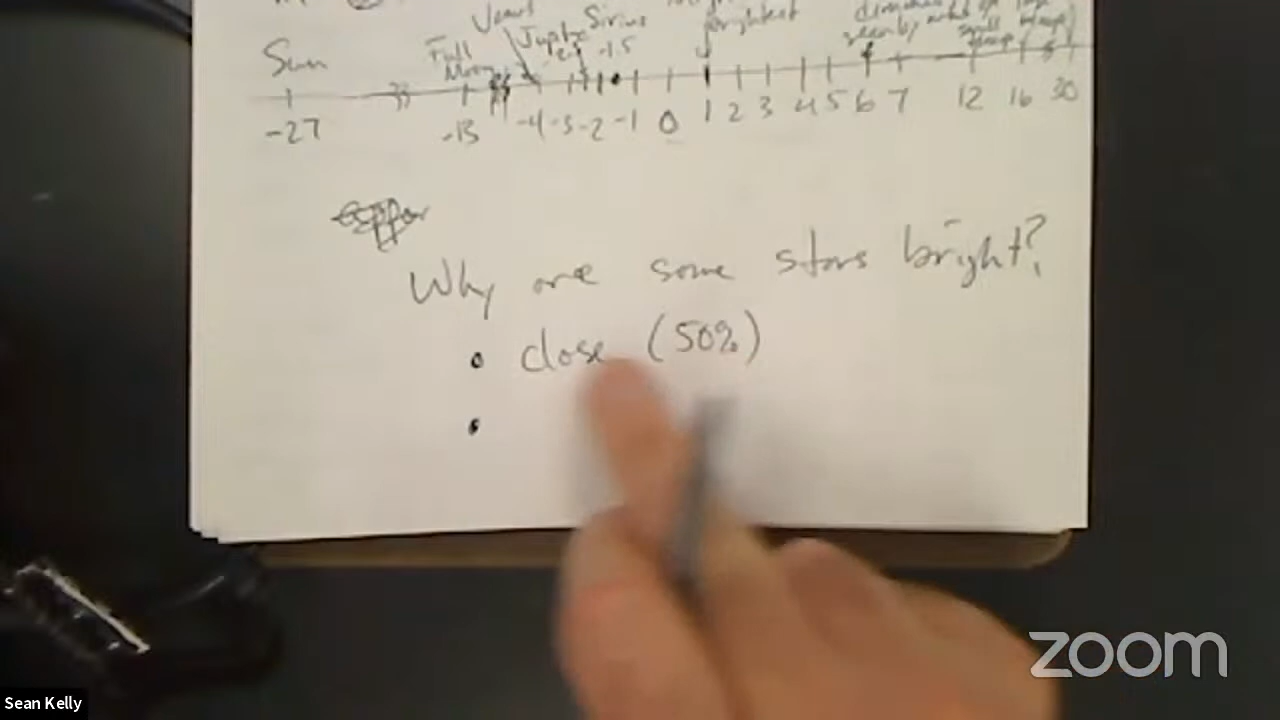 brightest
Venus
Jupiter
Sirius
-1.5
Sun
Full
Moon
-27 -13 -4 -3 -2 -1 0 1 2 3 4 5 6 7 12 16 30
Why are some stars bright?
• close (50%)
•
zoom
Sean Kelly